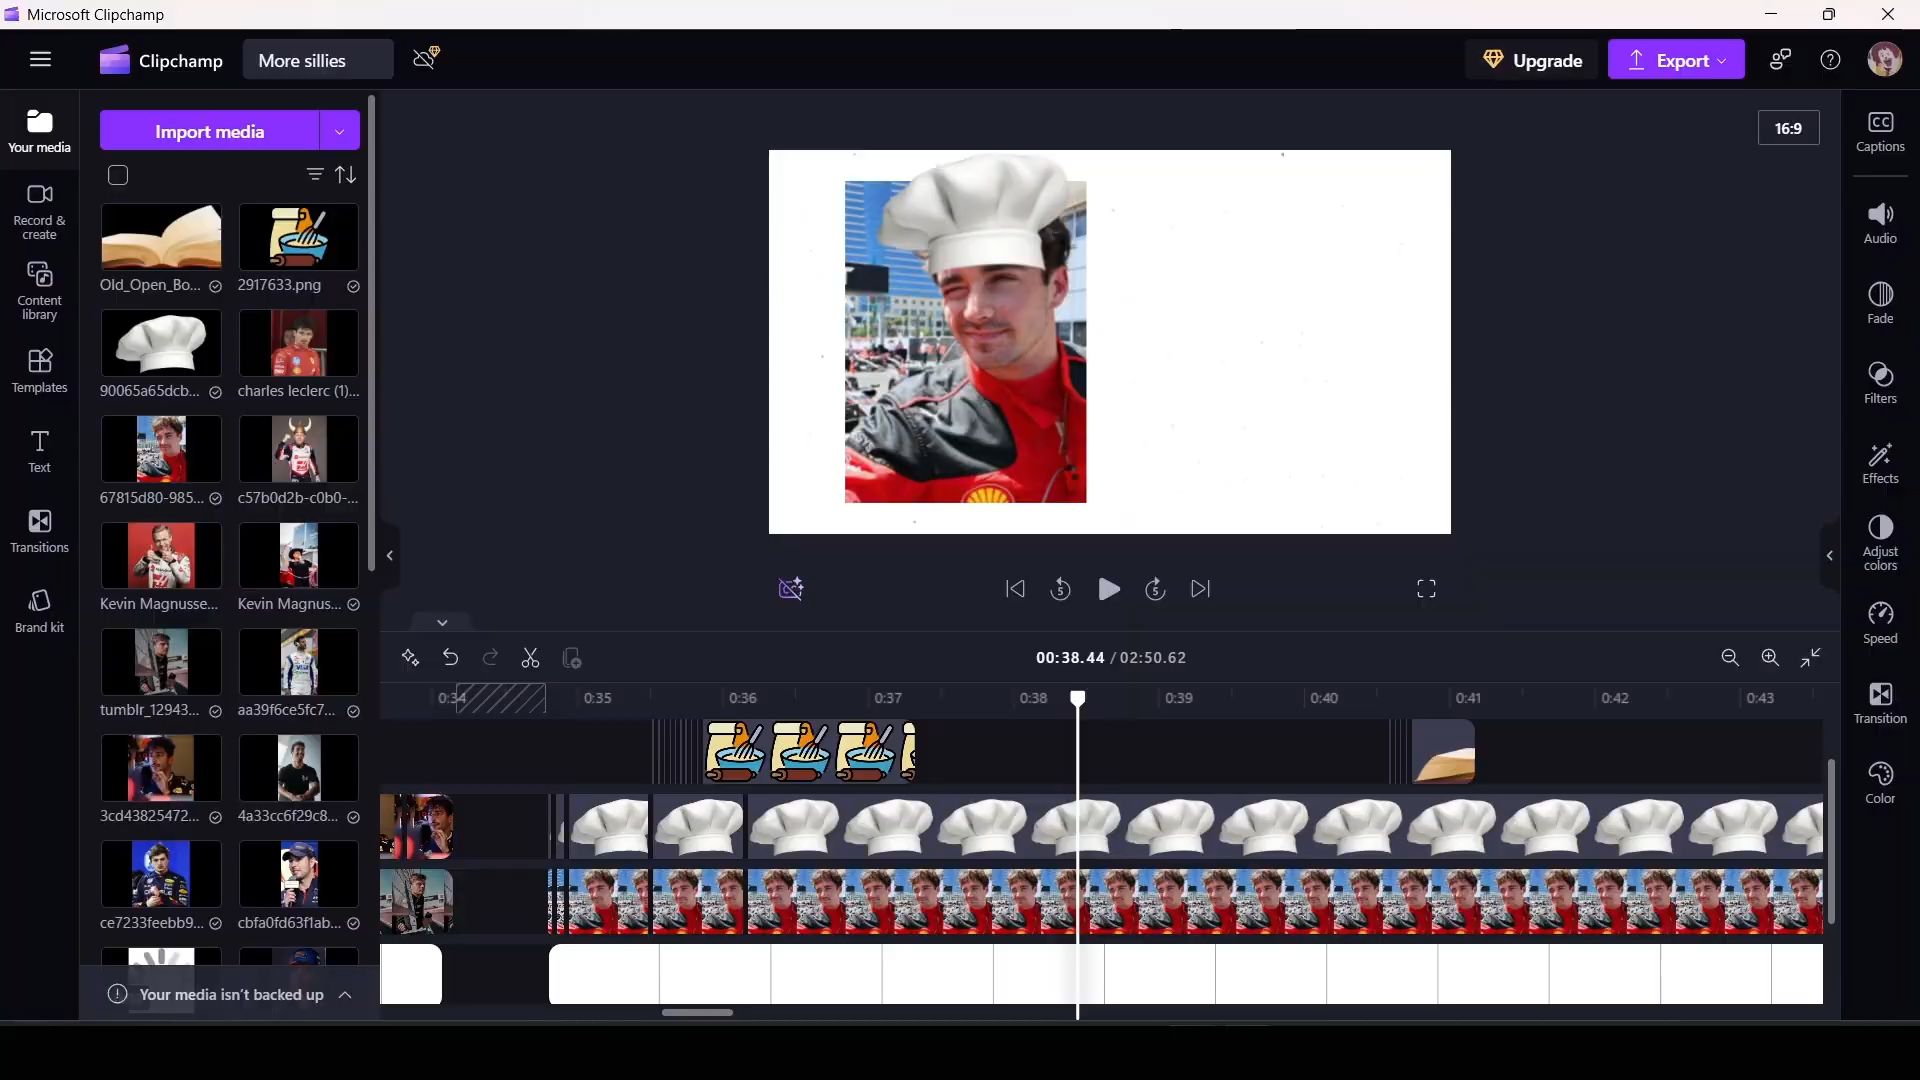 Microsoft Clipchamp
Clipchamp
More sillies
Upgrade
Export
Your media
Record &
create
Content
library
Templates
Text
Transitions
Brand kit
Import media
Old_Open_Bo...
2917633.png
90065a65dcb...
charles leclerc (1)...
67815d80-985...
c57b0d2b-c0b0-...
Kevin Magnusse...
Kevin Magnus...
tumblr_12943...
aa39f6ce5fc7...
3cd43825472...
4a33cc6f29c8...
ce7233feebb9...
cbfa0fd63f1ab...
Your media isn't backed up
16:9
5
5
00:38.44 / 02:50.62
0:34
0:35
0:36
0:37
0:38
0:39
0:40
0:41
0:42
0:43
CC
Captions
Audio
Fade
Filters
Effects
Adjust
colors
Speed
Transition
Color